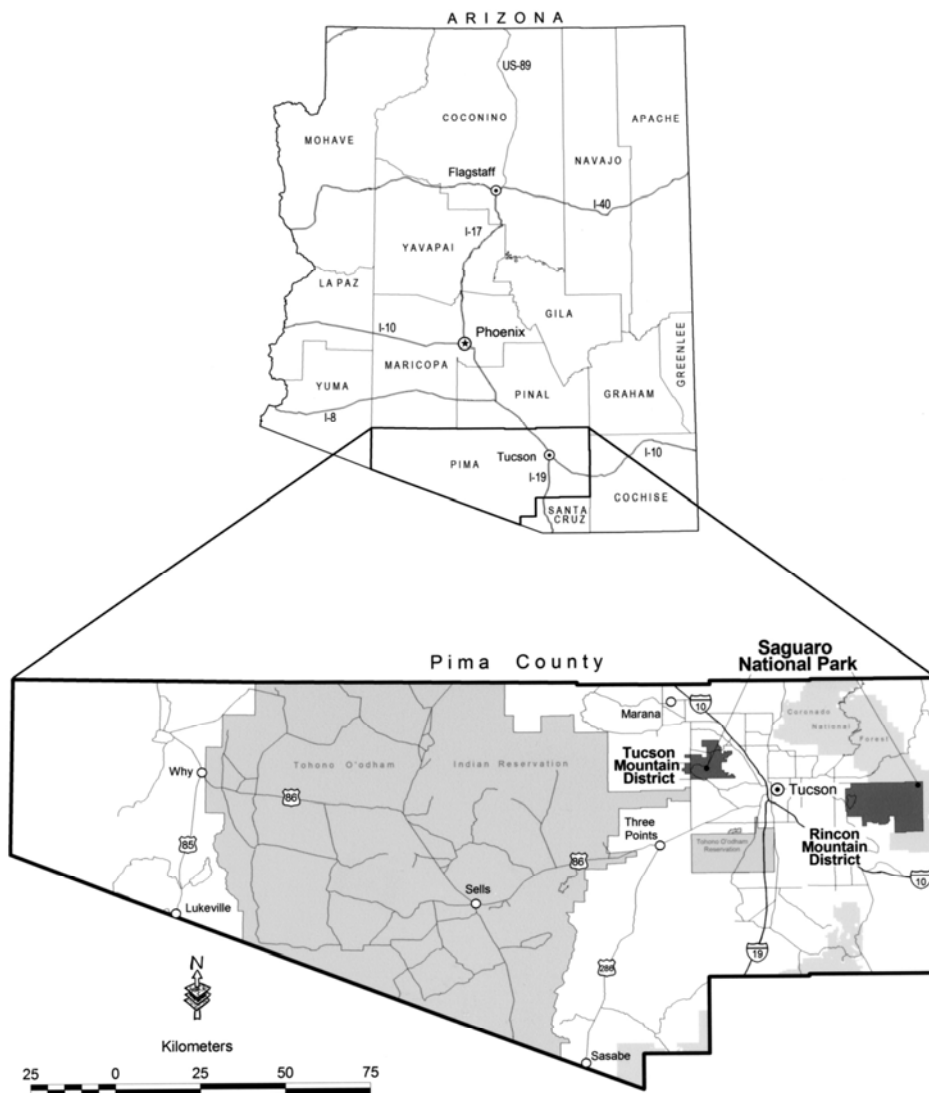 ARIZONA
US-89
COCONINO
APACHE
MOHAVE
NAVAJO
Flagstaff
I-40
I-17
YAVAPAI
LA PAZ
GILA
I-10
Phoenix
GREENLEE
MARICOPA
YUMA
PINAL
GRAHAM
I-8
Tucson
I-10
PIMA
I-19
COCHISE
SANTA
CRUZ
Saguaro
National Park
Pima County
Marana
10
Coronado
National
Forest
Tucson
Mountain
District
Why
Tohono O'odham
Indian Reservation
86
Tucson
Three
Points
Rincon
Mountain
District
Tohono O'odham
Reservation
85
86
10
Sells
Lukeville
19
286
N
Sasabe
Kilometers
25 0 25 50 75